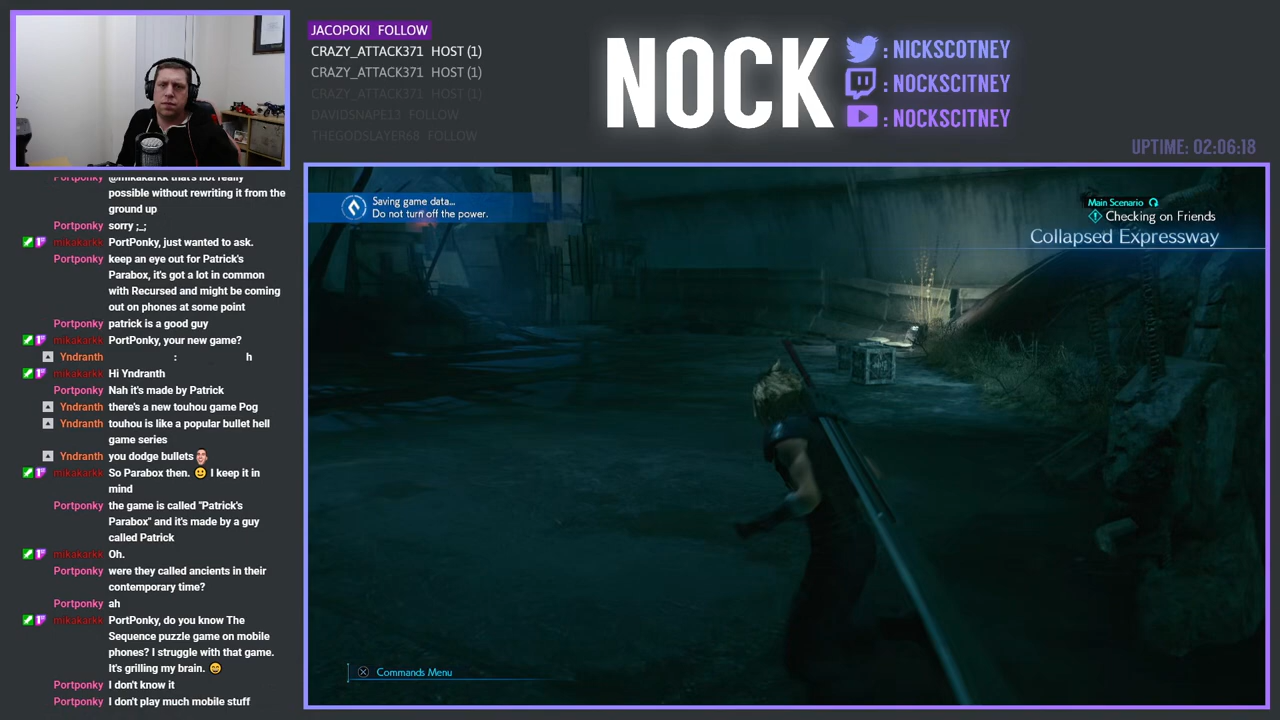 JACOPOKI FOLLOW
CRAZY_ATTACK371 HOST (1)
CRAZY_ATTACK371 HOST (1)
CRAZY_ATTACK371 HOST (1)
DAVIDSNAPE13 FOLLOW
THEGODSLAYER68 FOLLOW
NOCK
: NICKSCOTNEY
: NOCKSCITNEY
: NOCKSCITNEY
UPTIME: 02:06:18
Portponky @mikakarkk that's not really
possible without rewriting it from the
ground up
Portponky sorry ;_;
mikakarkk PortPonky, just wanted to ask.
Portponky keep an eye out for Patrick's
Parabox, it's got a lot in common
with Recursed and might be coming
out on phones at some point
Portponky patrick is a good guy
mikakarkk PortPonky, your new game?
Yndranth : h
mikakarkk Hi Yndranth
Portponky Nah it's made by Patrick
Yndranth there's a new touhou game Pog
Yndranth touhou is like a popular bullet hell
game series
Yndranth you dodge bullets
mikakarkk So Parabox then. 🙂 I keep it in
mind
Portponky the game is called "Patrick's
Parabox" and it's made by a guy
called Patrick
mikakarkk Oh.
Portponky were they called ancients in their
contemporary time?
Portponky ah
mikakarkk PortPonky, do you know The
Sequence puzzle game on mobile
phones? I struggle with that game.
It's grilling my brain. 😄
Portponky I don't know it
Portponky I don't play much mobile stuff
Saving game data...
Do not turn off the power.
Main Scenario
Checking on Friends
Collapsed Expressway
Commands Menu